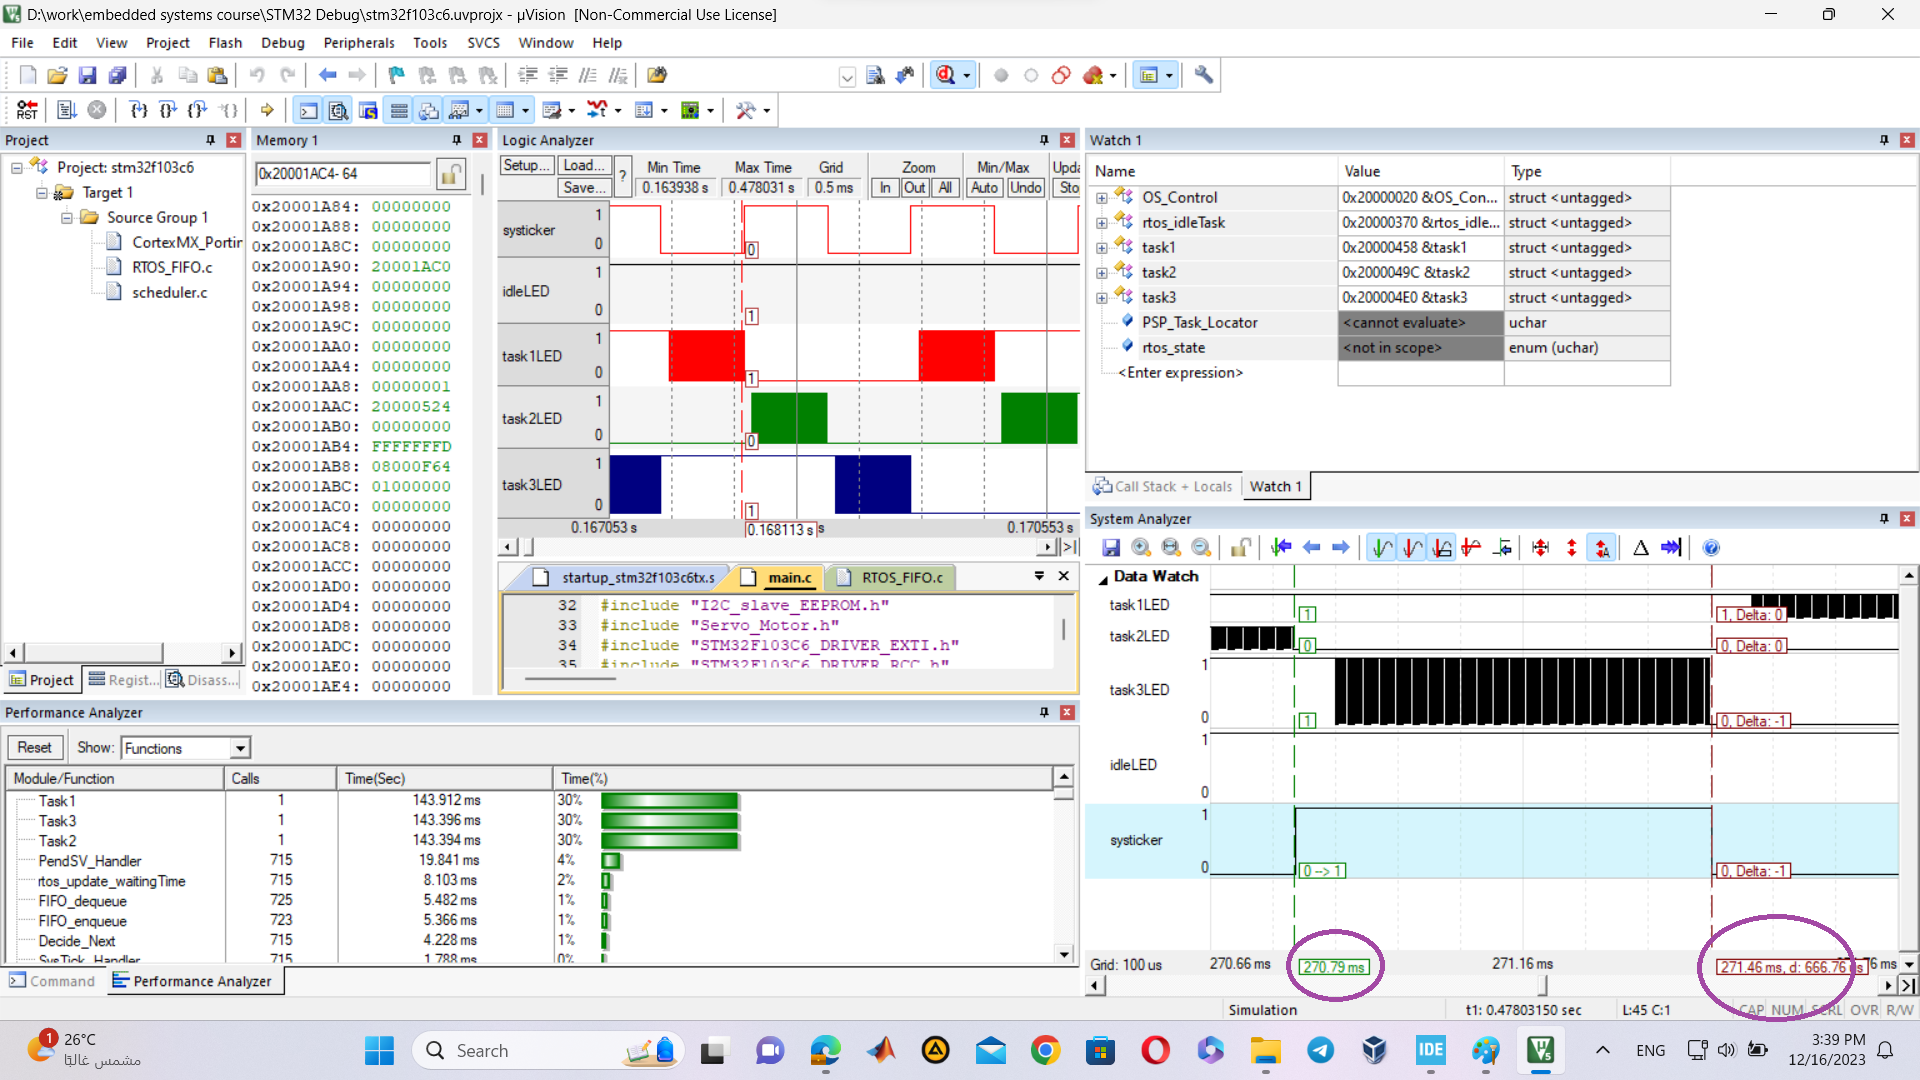 D:\work\embedded systems course\STM32 Debug\stm32f103c6.uvprojx - µVision [Non-Commercial Use License]
File Edit View Project Flash Debug Peripherals Tools SVCS Window Help
RST
Project
Project: stm32f103c6
Target 1
Source Group 1
CortexMX_Portin
RTOS_FIFO.c
scheduler.c
Project Regist... Disass...
Memory 1
0x20001AC4- 64
0x20001A84: 00000000
0x20001A88: 00000000
0x20001A8C: 00000000
0x20001A90: 20001AC0
0x20001A94: 00000000
0x20001A98: 00000000
0x20001A9C: 00000000
0x20001AA0: 00000000
0x20001AA4: 00000000
0x20001AA8: 00000001
0x20001AAC: 20000524
0x20001AB0: 00000000
0x20001AB4: FFFFFFFD
0x20001AB8: 08000F64
0x20001ABC: 01000000
0x20001AC0: 00000000
0x20001AC4: 00000000
0x20001AC8: 00000000
0x20001ACC: 00000000
0x20001AD0: 00000000
0x20001AD4: 00000000
0x20001AD8: 00000000
0x20001ADC: 00000000
0x20001AE0: 00000000
0x20001AE4: 00000000
Logic Analyzer
Setup... Load... ? Min Time Max Time Grid Zoom Min/Max Upda
Save... 0.163938 s 0.478031 s 0.5 ms In Out All Auto Undo Sto
systicker 1 0 0
idleLED 1 0 1
task1LED 1 0 1
task2LED 1 0 0
task3LED 1 0 1
0.167053 s 0.168113 s s 0.170553 s
startup_stm32f103c6tx.s main.c RTOS_FIFO.c
32 #include "I2C_slave_EEPROM.h"
33 #include "Servo_Motor.h"
34 #include "STM32F103C6_DRIVER_EXTI.h"
35 #include "STM32F103C6_DRIVER_RCC.h"
Watch 1
Name Value Type
OS_Control 0x20000020 &OS_Con... struct <untagged>
rtos_idleTask 0x20000370 &rtos_idle... struct <untagged>
task1 0x20000458 &task1 struct <untagged>
task2 0x2000049C &task2 struct <untagged>
task3 0x200004E0 &task3 struct <untagged>
PSP_Task_Locator <cannot evaluate> uchar
rtos_state <not in scope> enum (uchar)
<Enter expression>
Call Stack + Locals Watch 1
System Analyzer
Data Watch
task1LED 1 1, Delta: 0
task2LED 0 0, Delta: 0
task3LED 1 0 1 0, Delta: -1
idleLED 1 0
systicker 1 0 0 --> 1 0, Delta: -1
Grid: 100 us 270.66 ms 270.79 ms 271.16 ms 271.46 ms, d: 666.76
Performance Analyzer
Reset Show: Functions
Module/Function Calls Time(Sec) Time(%)
Task1 1 143.912 ms 30%
Task3 1 143.396 ms 30%
Task2 1 143.394 ms 30%
PendSV_Handler 715 19.841 ms 4%
rtos_update_waitingTime 715 8.103 ms 2%
FIFO_dequeue 725 5.482 ms 1%
FIFO_enqueue 723 5.366 ms 1%
Decide_Next 715 4.228 ms 1%
SysTick_Handler 715 1.788 ms 0%
Command Performance Analyzer
Simulation t1: 0.47803150 sec L:45 C:1 CAP NUM SCRL OVR R/W
1 26°C
مشمس غالبًا
Search
IDE
ENG
3:39 PM
12/16/2023